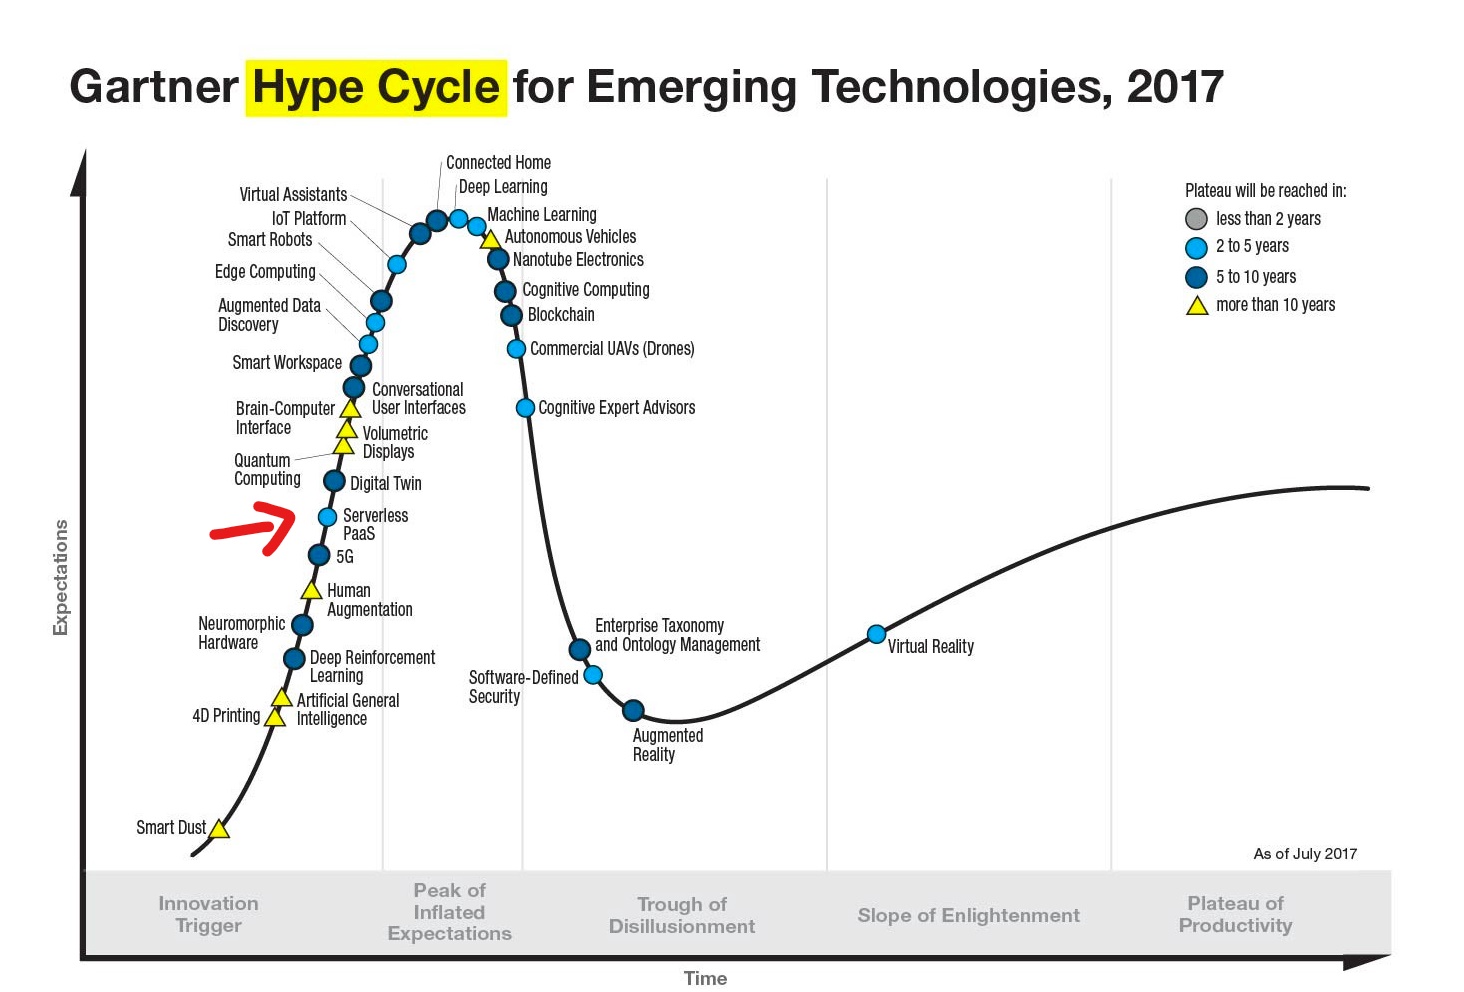 Gartner Hype Cycle for Emerging Technologies, 2017
Connected Home
Deep Learning
Virtual Assistants
IoT Platform
Machine Learning
Smart Robots
Autonomous Vehicles
Nanotube Electronics
Edge Computing
Cognitive Computing
Augmented Data
Discovery
Blockchain
Commercial UAVs (Drones)
Smart Workspace
Conversational
User Interfaces
Cognitive Expert Advisors
Brain-Computer
Interface
Volumetric
Displays
Quantum
Computing
Digital Twin
Serverless
PaaS
5G
Human
Augmentation
Neuromorphic
Hardware
Deep Reinforcement
Learning
Artificial General
Intelligence
4D Printing
Smart Dust
Enterprise Taxonomy
and Ontology Management
Software-Defined
Security
Augmented
Reality
Virtual Reality
Plateau will be reached in:
less than 2 years
2 to 5 years
5 to 10 years
more than 10 years
As of July 2017
Expectations
Innovation
Trigger
Peak of
Inflated
Expectations
Trough of
Disillusionment
Slope of Enlightenment
Plateau of
Productivity
Time